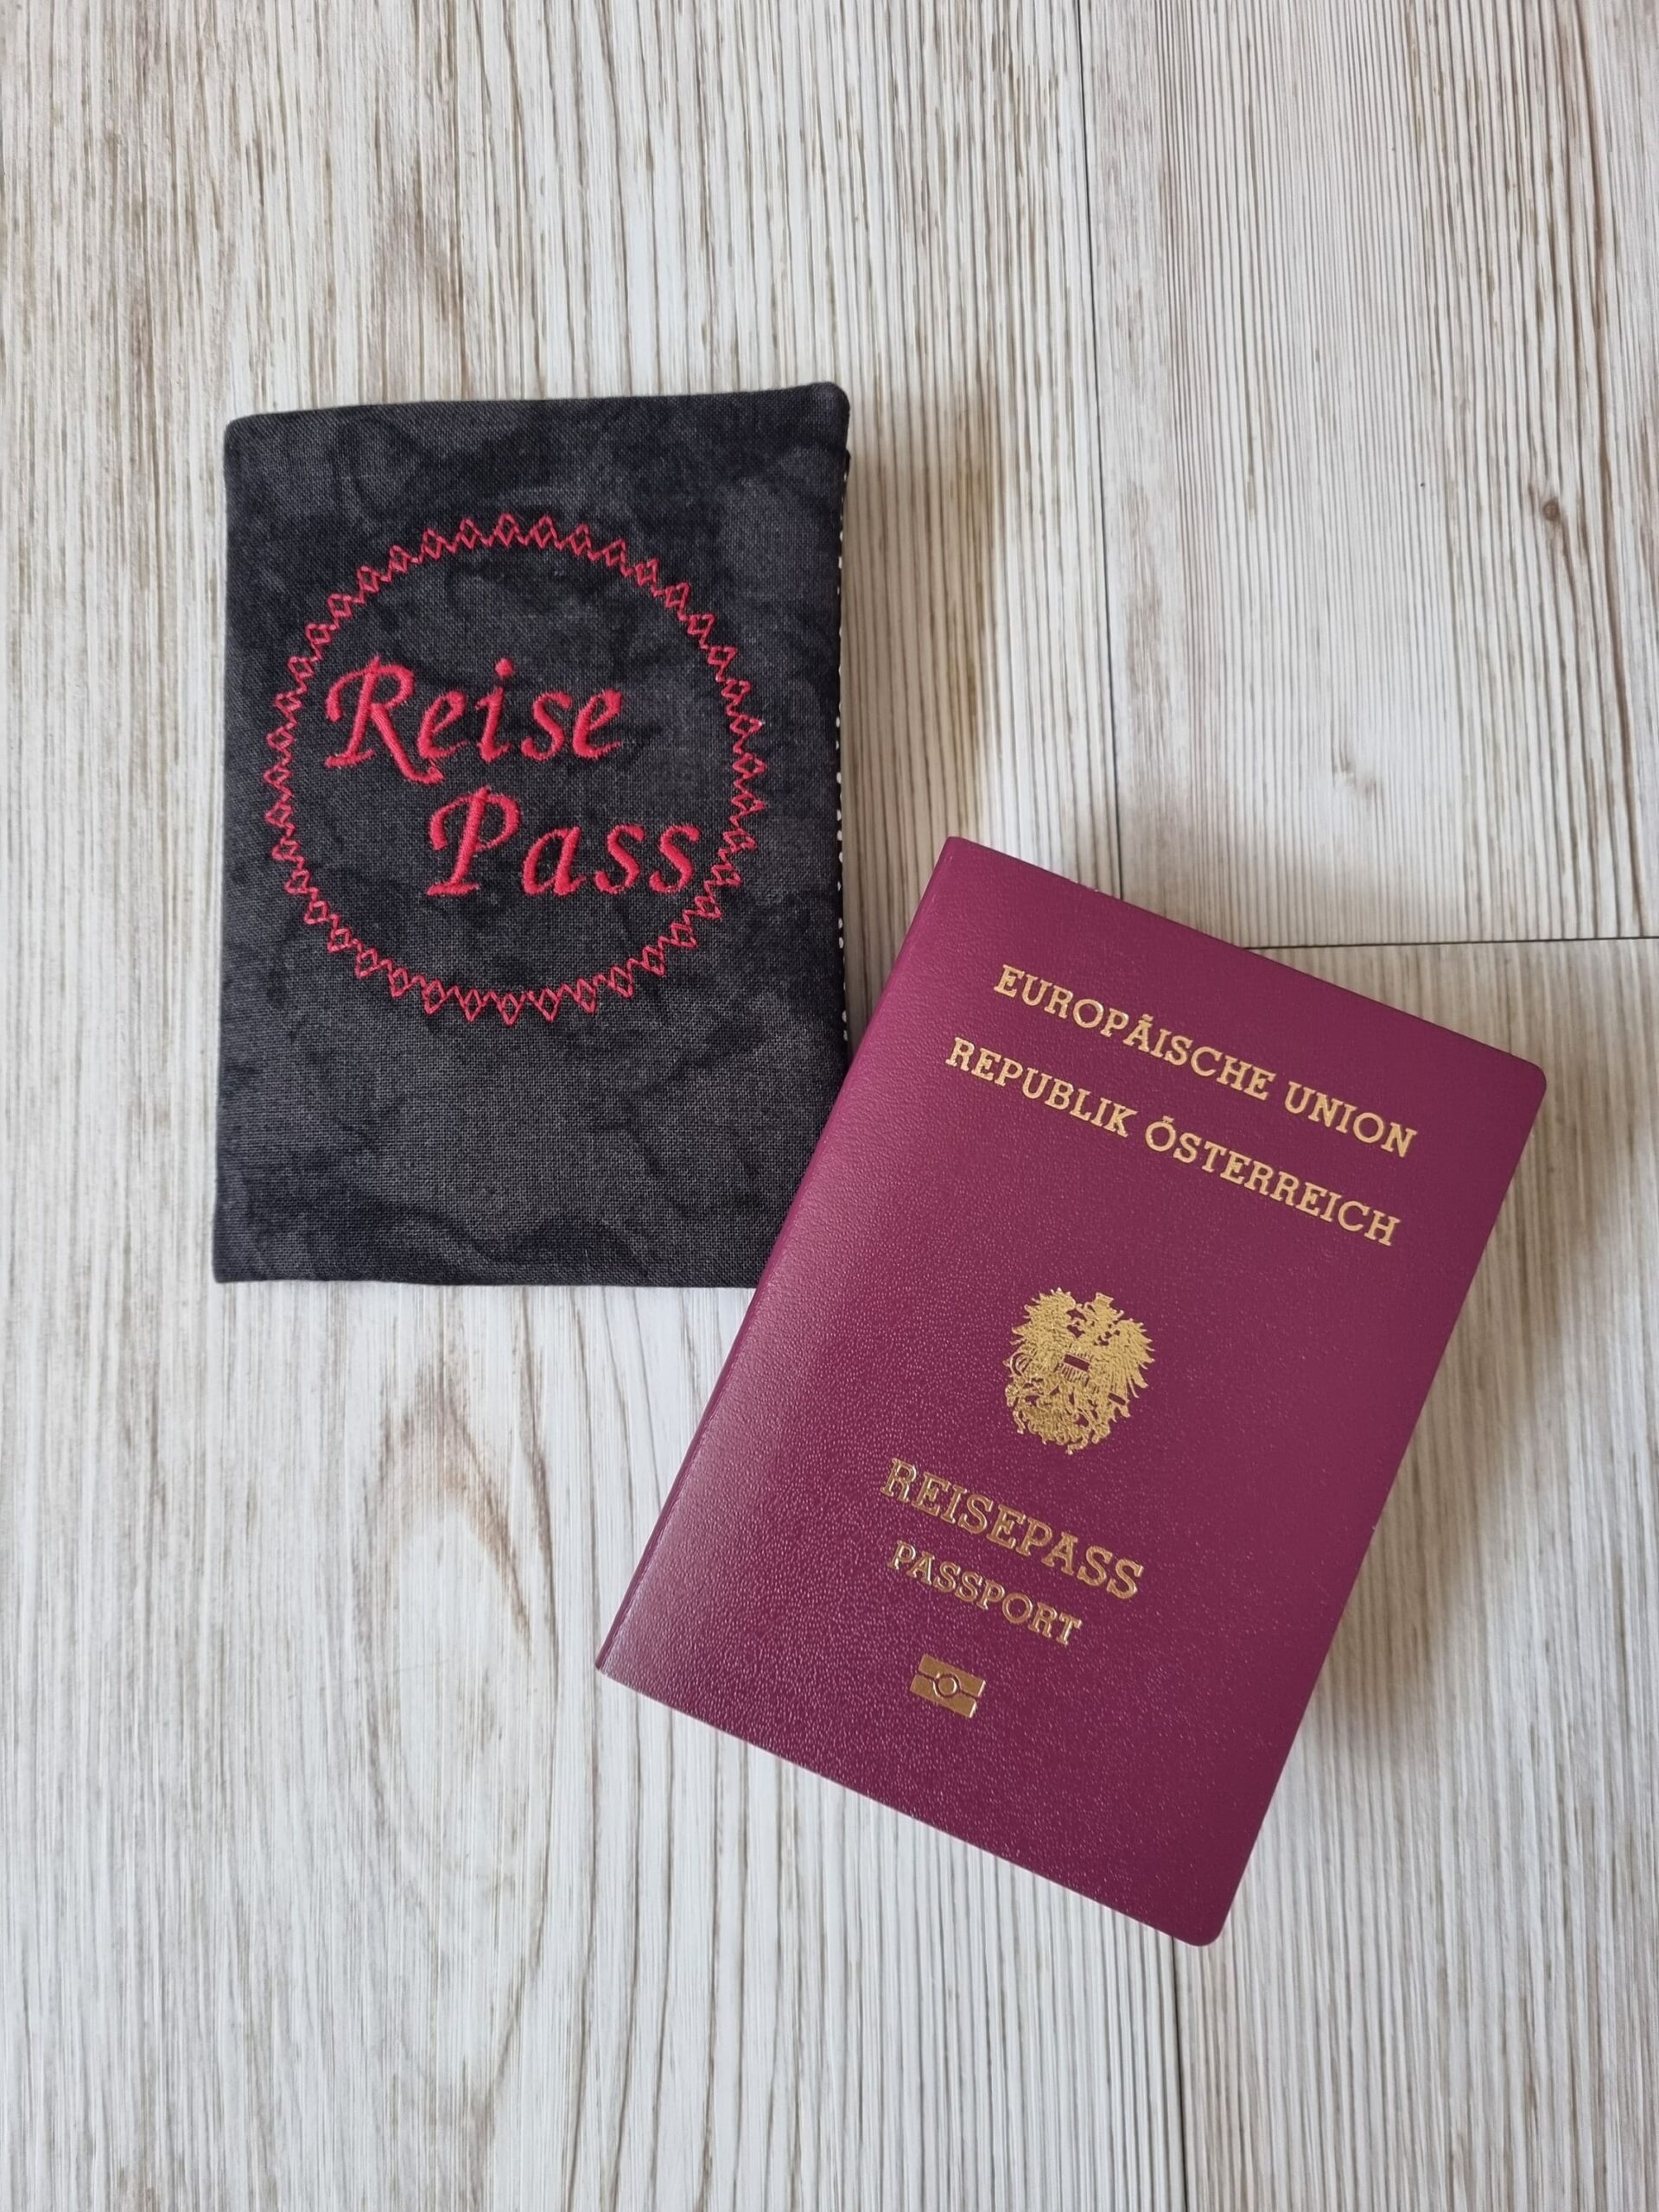 Reise
Pass
EUROPÄISCHE UNION
REPUBLIK ÖSTERREICH
REISEPASS
PASSPORT